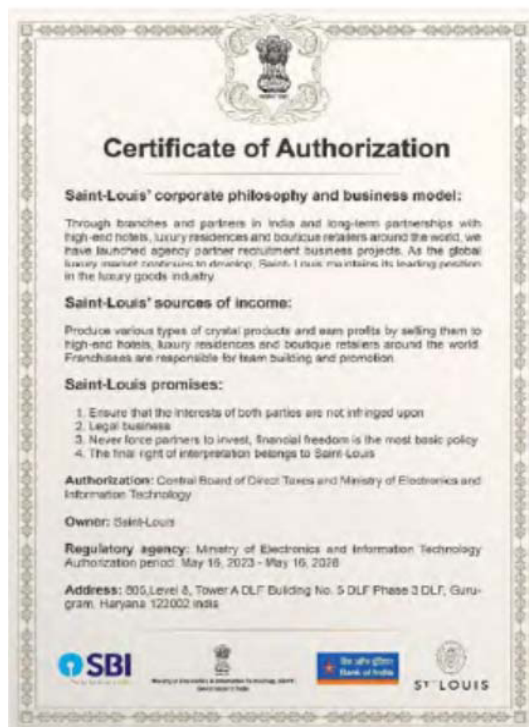 Certificate of Authorization
Saint-Louis' corporate philosophy and business model:
Through branches and partners in India and long-term partnerships with
high-end hotels, luxury residences and boutique retailers around the world, we
have launched agency partner recruitment business projects. As the global
luxury market continues to develop, Saint-Louis maintains its leading position
in the luxury goods industry.
Saint-Louis' sources of income:
Produce various types of crystal products and earn profits by selling them to
high-end hotels, luxury residences and boutique retailers around the world.
Franchises are responsible for team building and promotion.
Saint-Louis promises:
1. Ensure that the interests of both parties are not infringed upon
2. Legal business
3. Never force partners to invest, financial freedom is the most basic policy
4. The final right of interpretation belongs to Saint-Louis
Authorization: Central Board of Direct Taxes and Ministry of Electronics and
Information Technology
Owner: Saint-Louis
Regulatory agency: Ministry of Electronics and Information Technology
Authorization period: May 16, 2023 - May 16, 2028
Address: 805,Level 8, Tower A DLF Building No. 5 DLF Phase 3 DLF, Guru-
gram, Haryana 122002 India
SBI
बैंक ऑफ इंडिया
Bank of India
ST LOUIS